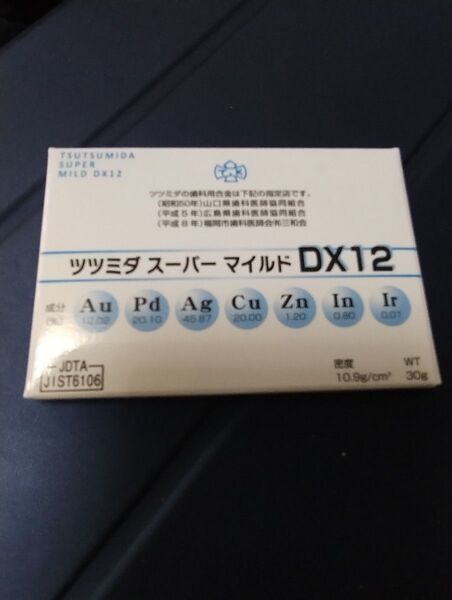 TSUTSUMIDA
SUPER
MILD DX12
ツツミダの歯科用合金は下記の指定店です。
(昭和50年)山口県歯科医師協同組合
(平成 5年)広島県歯科医師協同組合
(平成 8年)福岡市歯科医師会㈲三和会
ツツミダ スーパー マイルド DX12
成分 Au Pd Ag Cu Zn In Ir
(%) 12.02 20.10 45.87 20.00 1.20 0.80 0.01
JDTA
JIST6106
密度 WT
10.9g/cm³ 30g